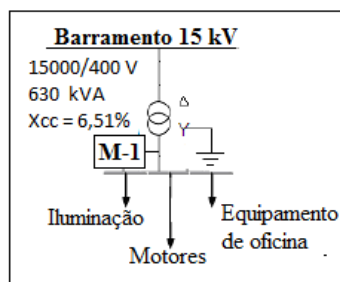 Barramento 15 kV
15000/400 V
630 kVA
Xcc = 6,51%
Δ
Y
M-1
Iluminação
Motores
Equipamento
de oficina